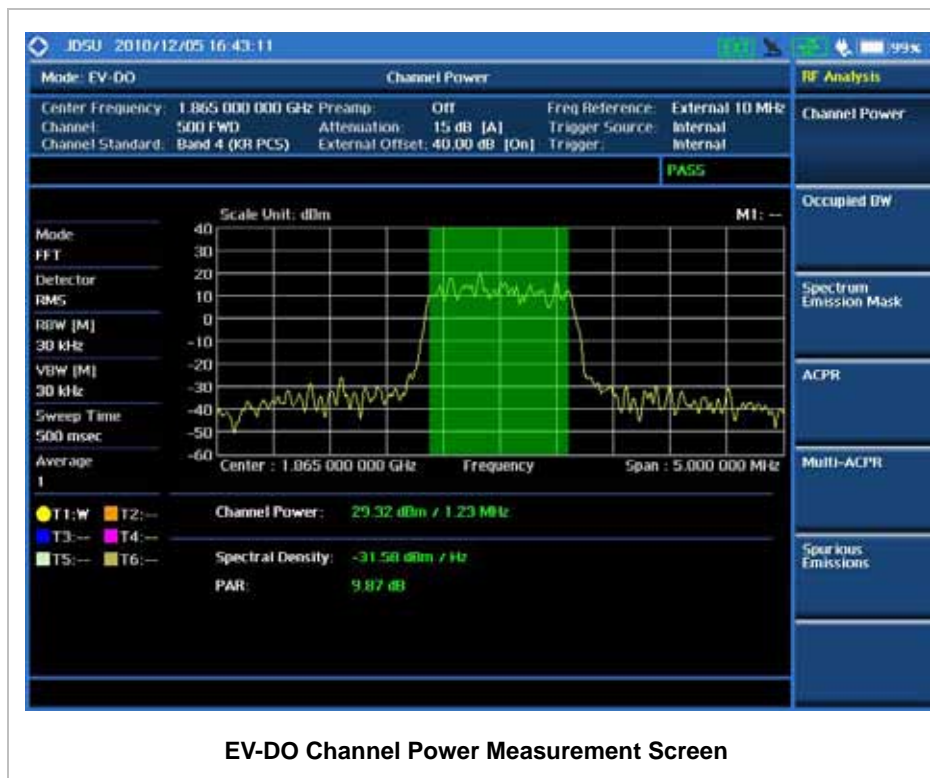 JDSU 2010/12/05 16:43:11
99%
Mode: EV-DO Channel Power
RF Analysis
Center Frequency: 1.865 000 000 GHz Preamp: Off Freq Reference: External 10 MHz
Channel: 500 FWD Attenuation: 15 dB [A] Trigger Source: Internal
Channel Standard: Band 4 (KR PCS) External Offset: 40.00 dB [On] Trigger: Internal
PASS
Channel Power
Occupied BW
Spectrum
Emission Mask
ACPR
Multi-ACPR
Spurious
Emissions
Scale Unit: dBm M1: --
Mode
FFT
Detector
RMS
RBW [M]
30 kHz
VBW [M]
30 kHz
Sweep Time
500 msec
Average
1
40
30
20
10
0
-10
-20
-30
-40
-50
-60
Center : 1.865 000 000 GHz Frequency Span : 5.000 000 MHz
T1:W T2:--
T3:-- T4:--
T5:-- T6:--
Channel Power: 29.32 dBm / 1.23 MHz
Spectral Density: -31.58 dBm / Hz
PAR: 9.87 dB
EV-DO Channel Power Measurement Screen